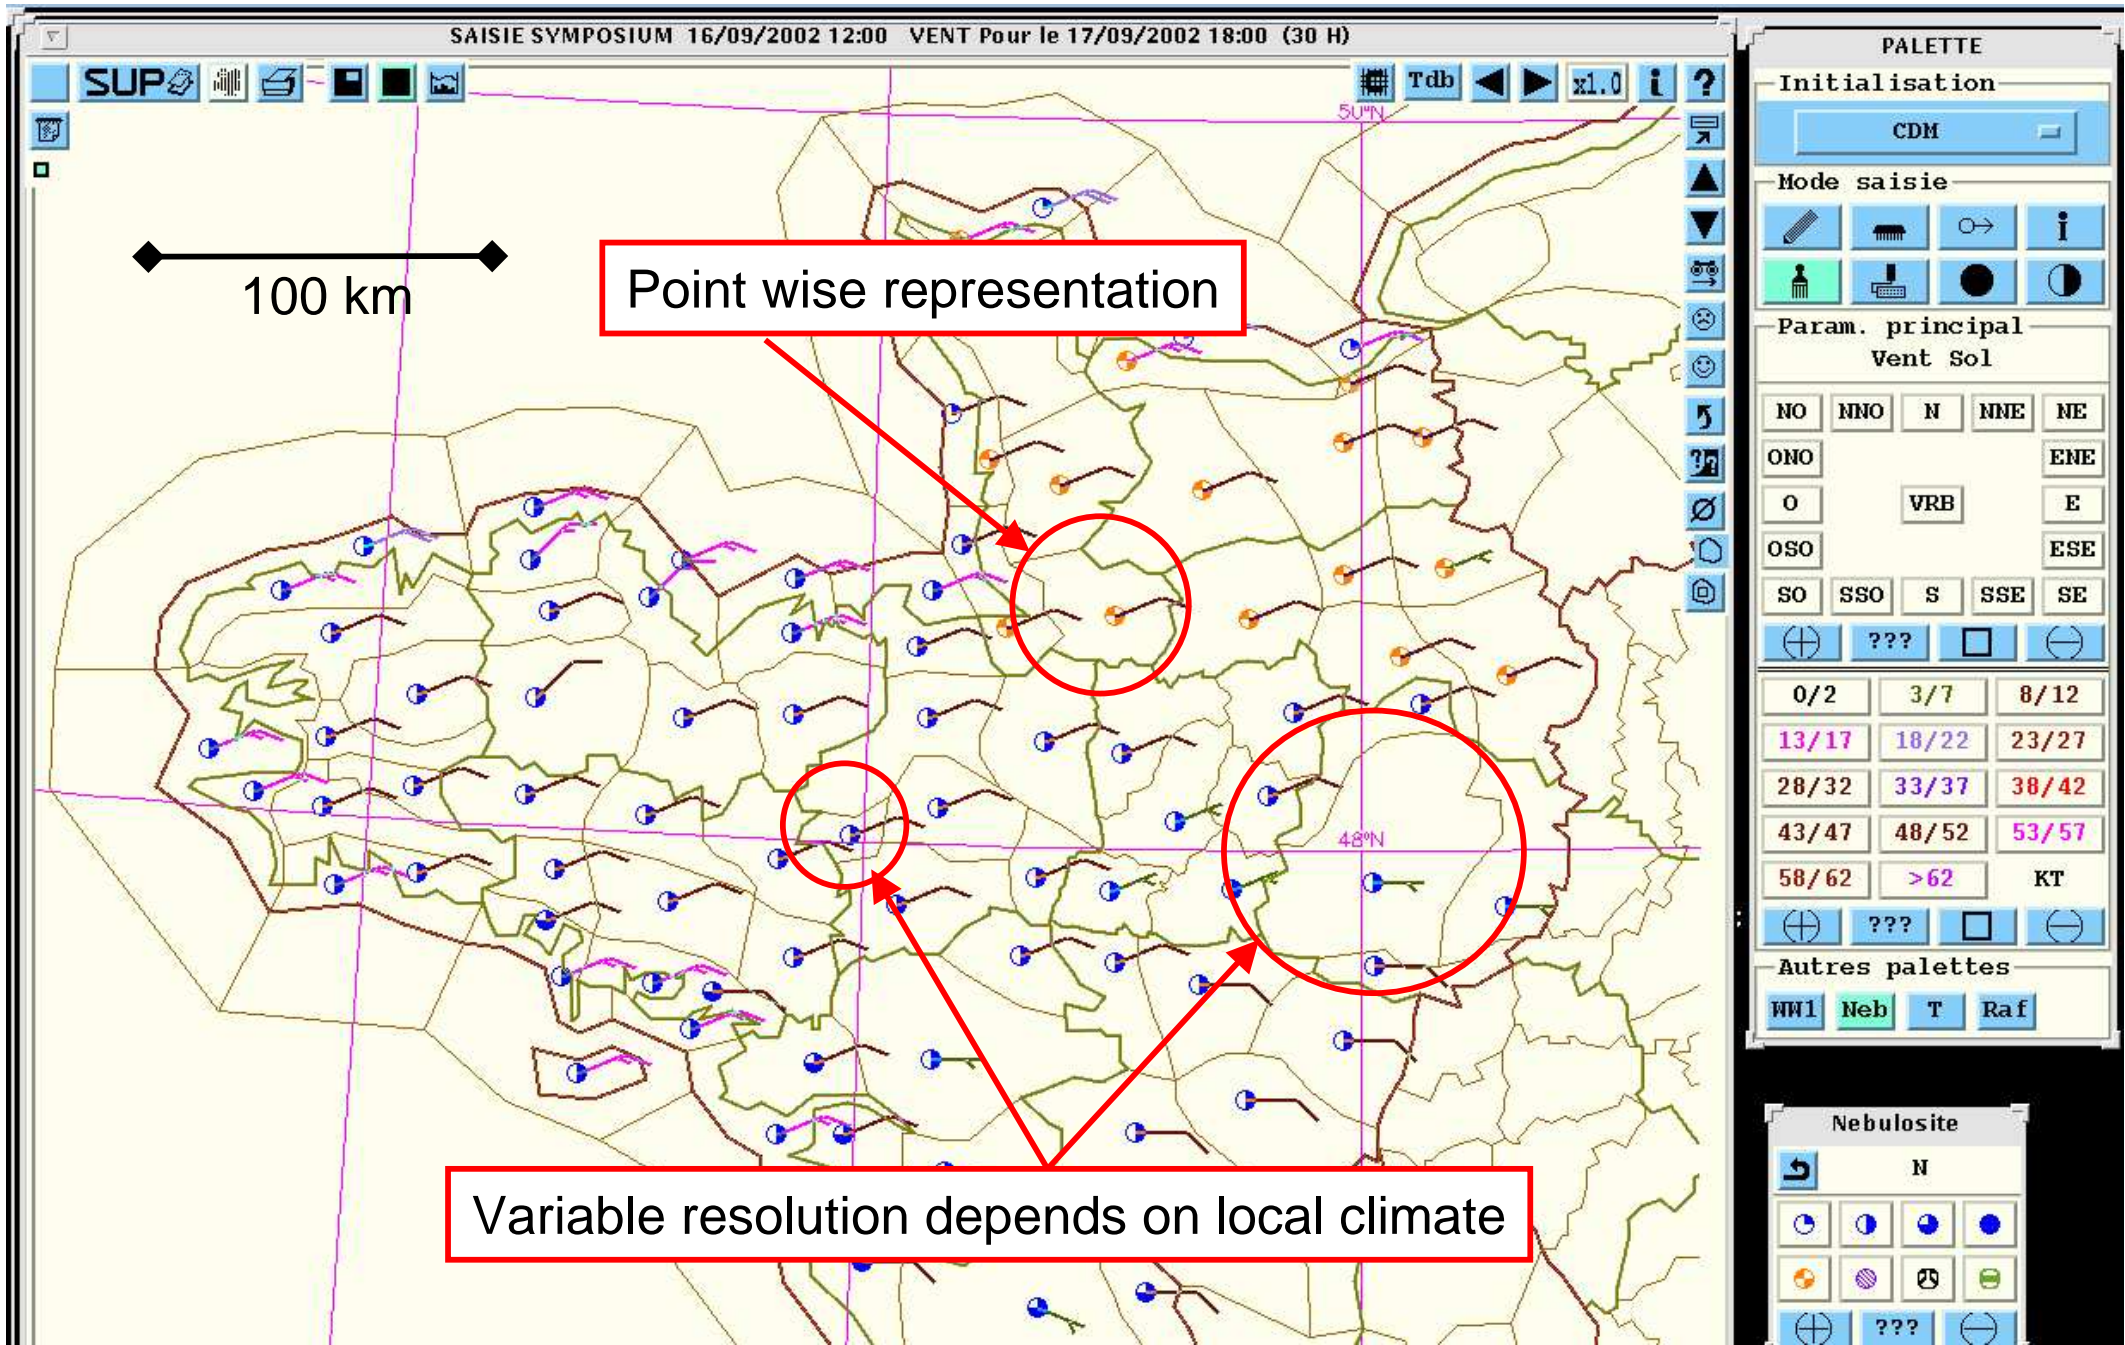 SAISIE SYMPOSIUM 16/09/2002 12:00 VENT Pour le 17/09/2002 18:00 (30 H)
SUP
Tdb
x1.0
i
?
50°N
100 km
Point wise representation
??
48°N
Variable resolution depends on local climate
PALETTE
Initialisation
CDM
Mode saisie
i
Param. principal
Vent Sol
NO NNO N NNE NE
ONO ENE
O VRB E
OSO ESE
SO SSO S SSE SE
???
0/2 3/7 8/12
13/17 18/22 23/27
28/32 33/37 38/42
43/47 48/52 53/57
58/62 >62 KT
???
Autres palettes
WW1 Neb T Raf
Nebulosite
N
???